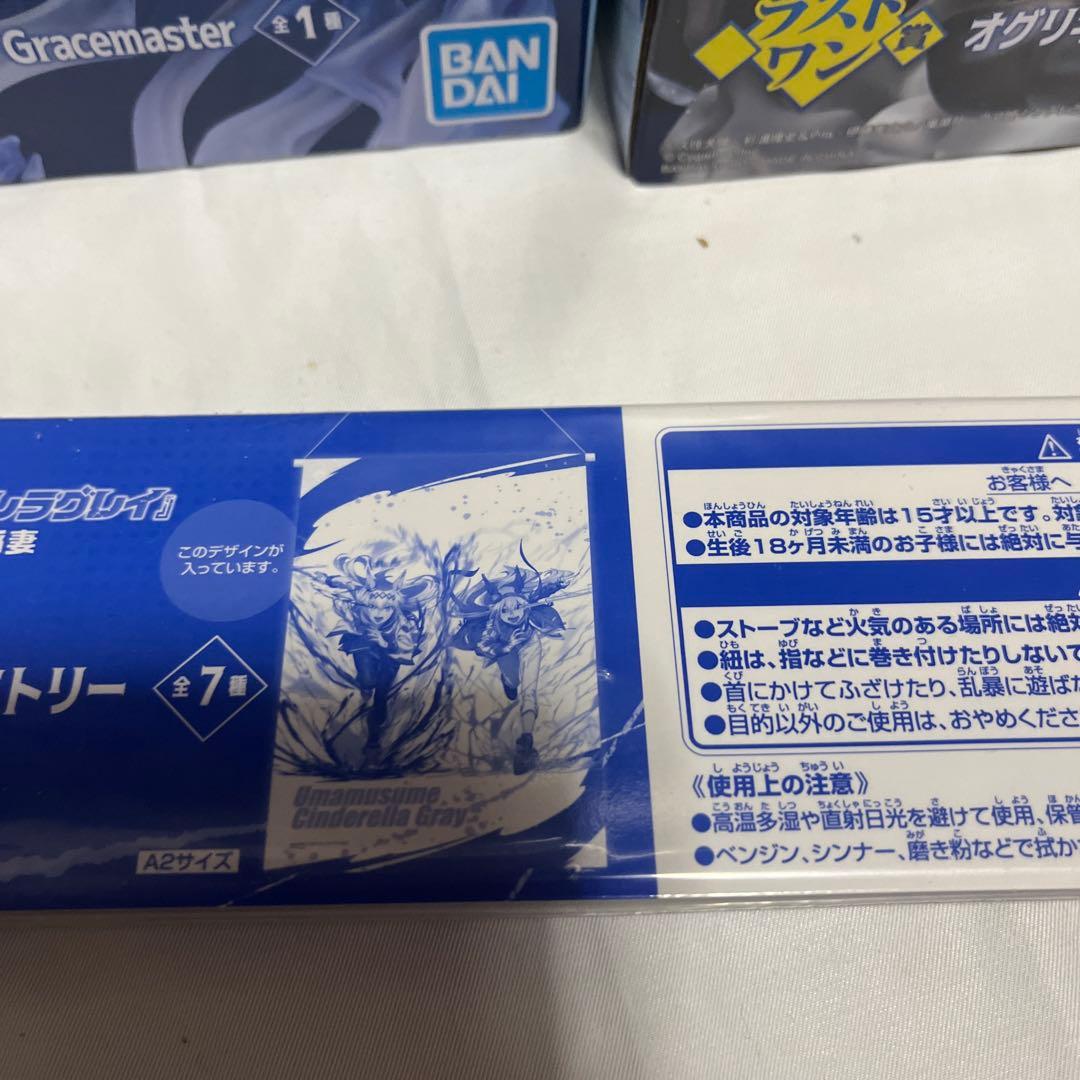 Gracemaster
全1種
BAN
DAI
ラスト
ワン
賞
オグリ
シラグレイ』
このデザインが
入っています。
トリー
全7種
Umamusume
Cinderella Gray
A2サイズ
お客様へ
●本商品の対象年齢は15才以上です。対
●生後18ヶ月未満のお子様には絶対に与
●ストーブなど火気のある場所には絶対
●紐は、指などに巻き付けたりしないで
●首にかけてふざけたり、乱暴に遊ばな
●目的以外のご使用は、おやめくださ
《使用上の注意》
●高温多湿や直射日光を避けて使用、保管
●ベンジン、シンナー、磨き粉などで拭か